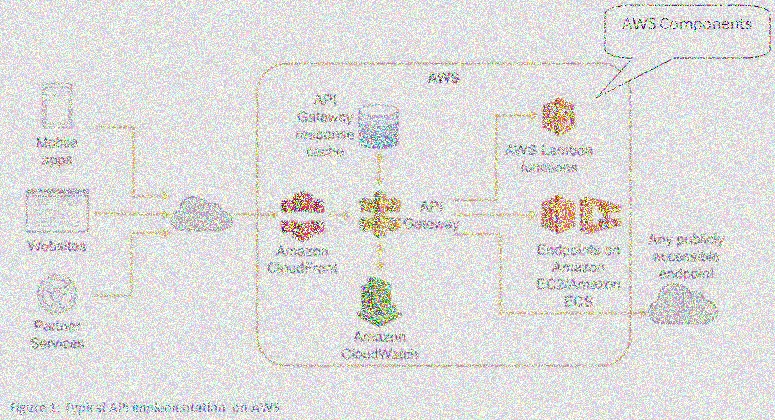 AWS Components
AWS
API
Gateway
response
cache
Mobile
apps
AWS Lambda
functions
API
Gateway
Websites
Amazon
CloudFront
Endpoints on
Amazon
EC2/Amazon
ECS
Any publicly
accessible
endpoint
Partner
Services
Amazon
CloudWatch
Figure 1: Typical API implementation on AWS